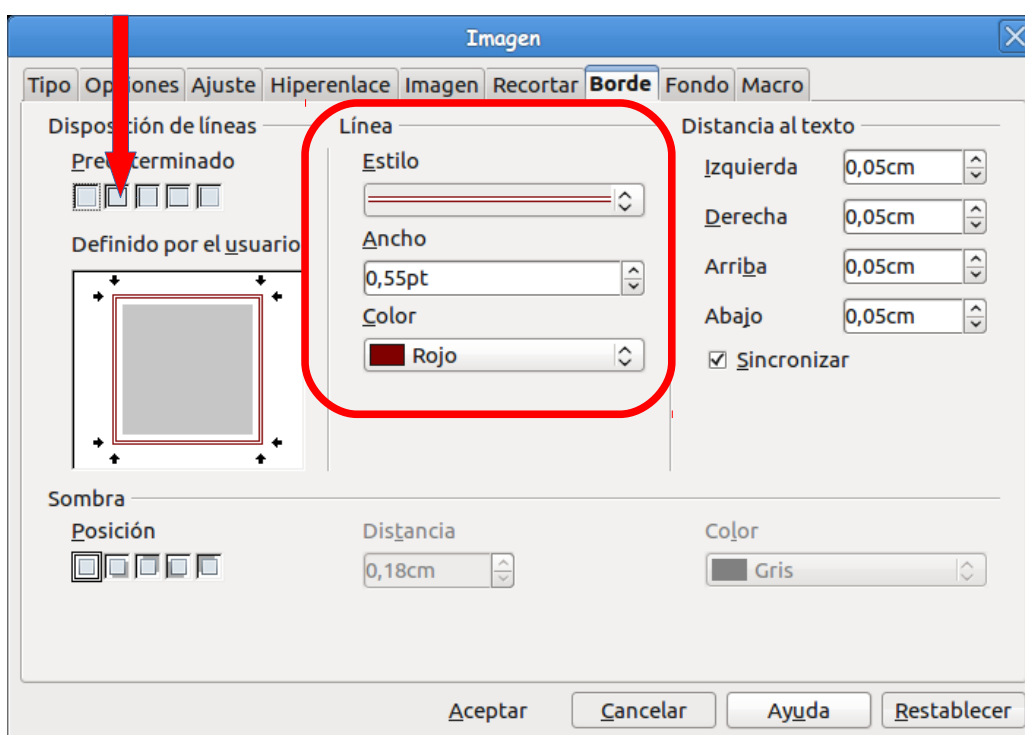 Imagen
Tipo Opciones Ajuste Hiperenlace Imagen Recortar Borde Fondo Macro
Disposición de líneas
Predeterminado
Definido por el usuario
Línea
Estilo
Ancho
0,55pt
Color
Rojo
Distancia al texto
Izquierda 0,05cm
Derecha 0,05cm
Arriba 0,05cm
Abajo 0,05cm
Sincronizar
Sombra
Posición
Distancia
0,18cm
Color
Gris
Aceptar Cancelar Ayuda Restablecer